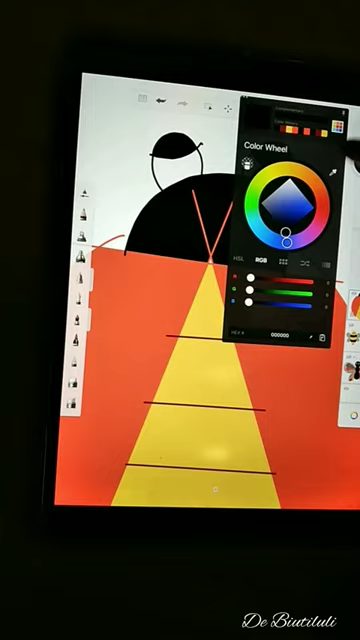 Color Wheel
HSL RGB
R
G
B
HEX # 000000
De Biutiluli